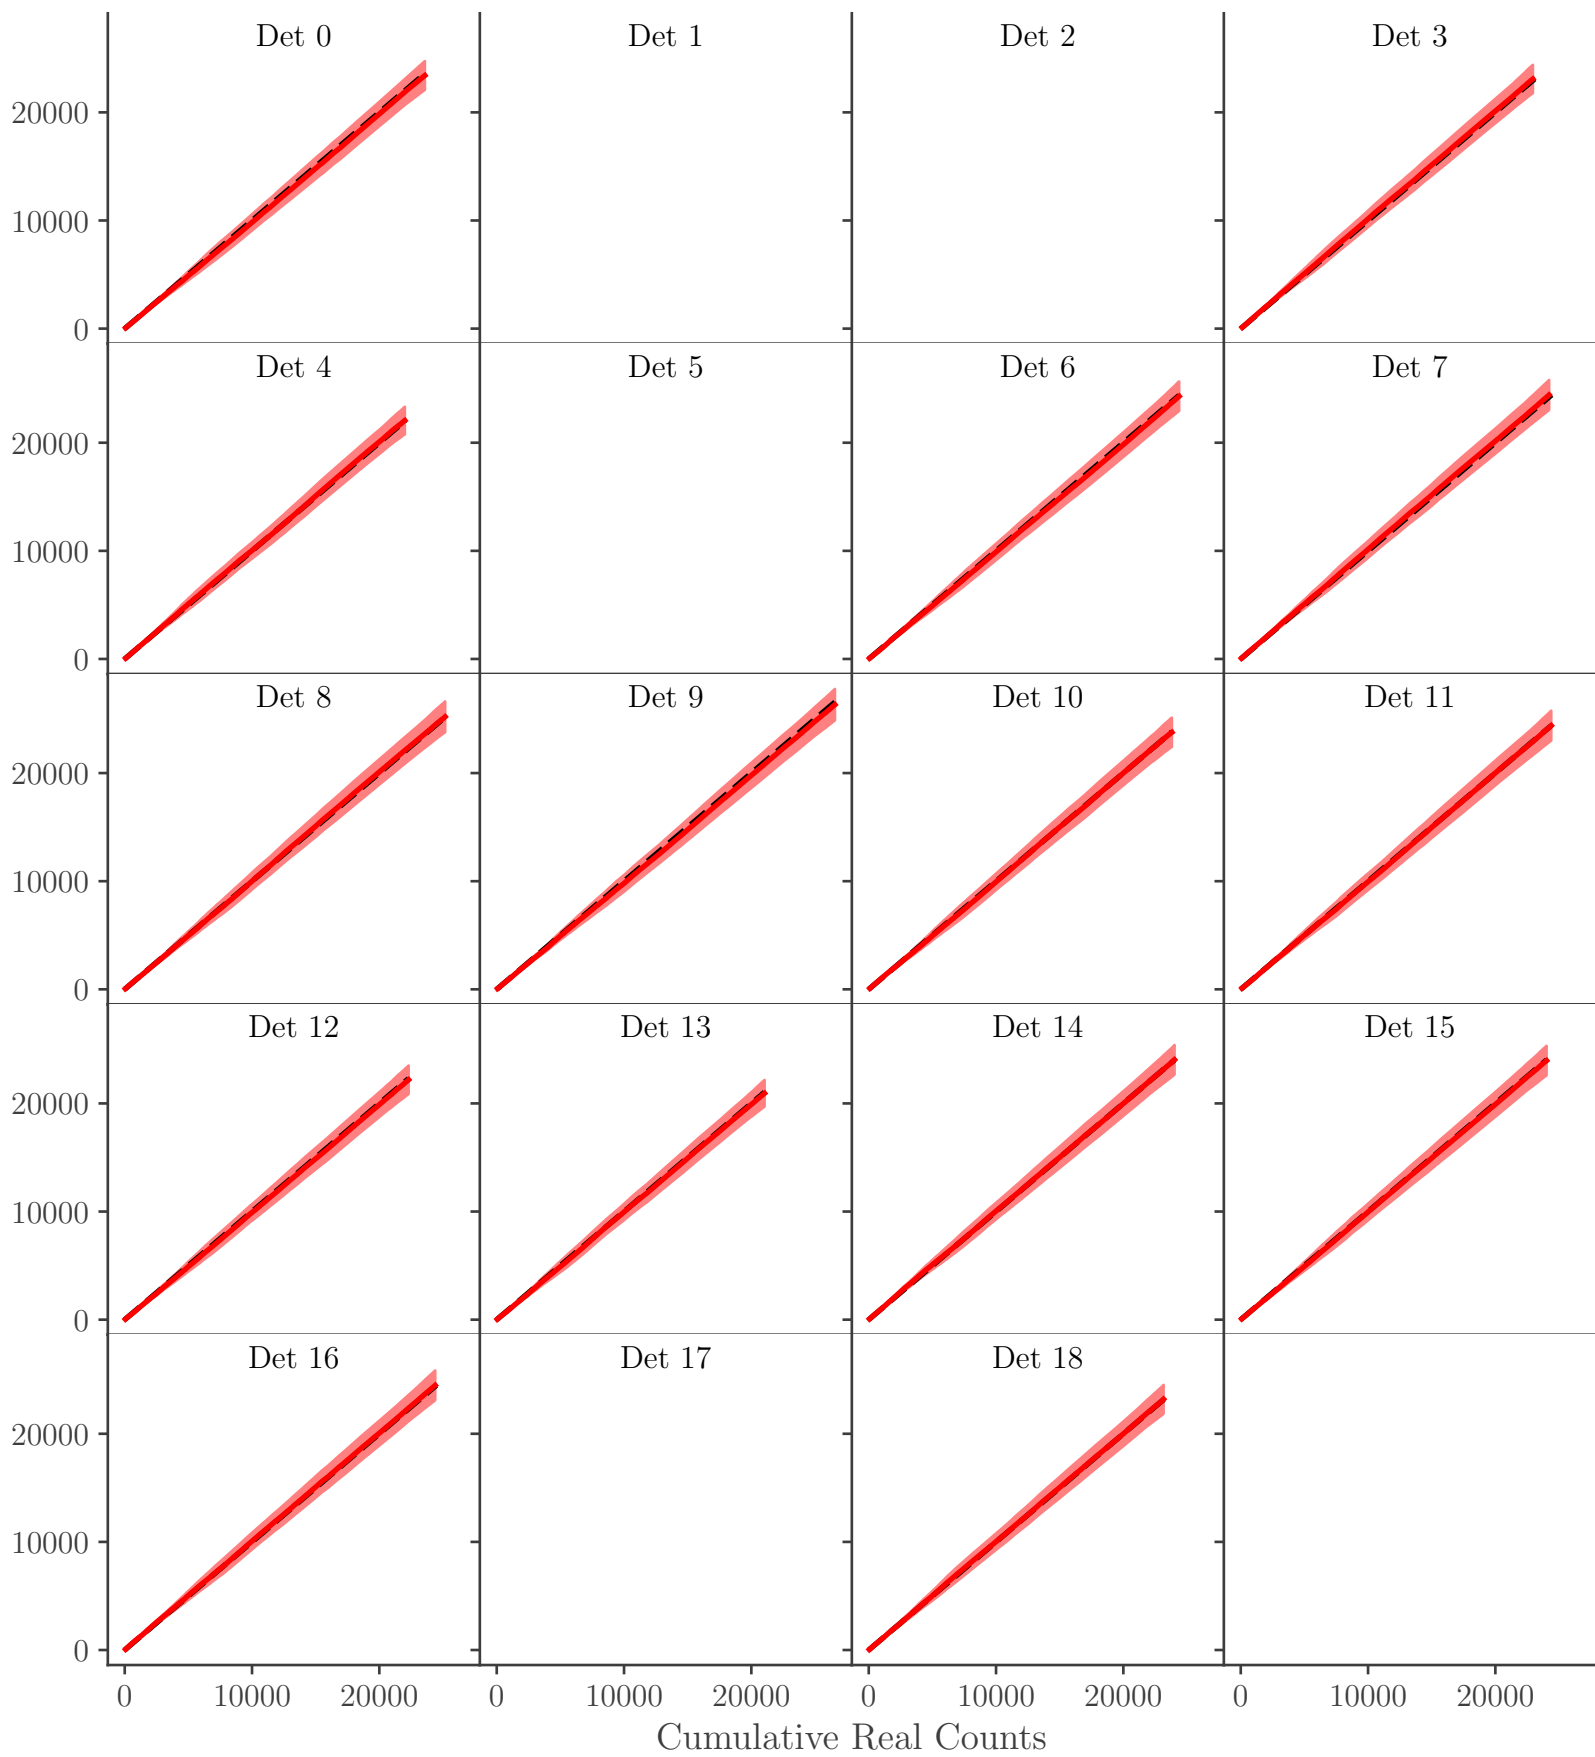 Det 0 Det 1 Det 2 Det 3
20000
10000
0
Det 4 Det 5 Det 6 Det 7
20000
10000
0
Det 8 Det 9 Det 10 Det 11
20000
10000
0
Det 12 Det 13 Det 14 Det 15
20000
10000
0
Det 16 Det 17 Det 18
20000
10000
0
0 10000 20000 0 10000 20000 0 10000 20000 0 10000 20000
Cumulative Real Counts